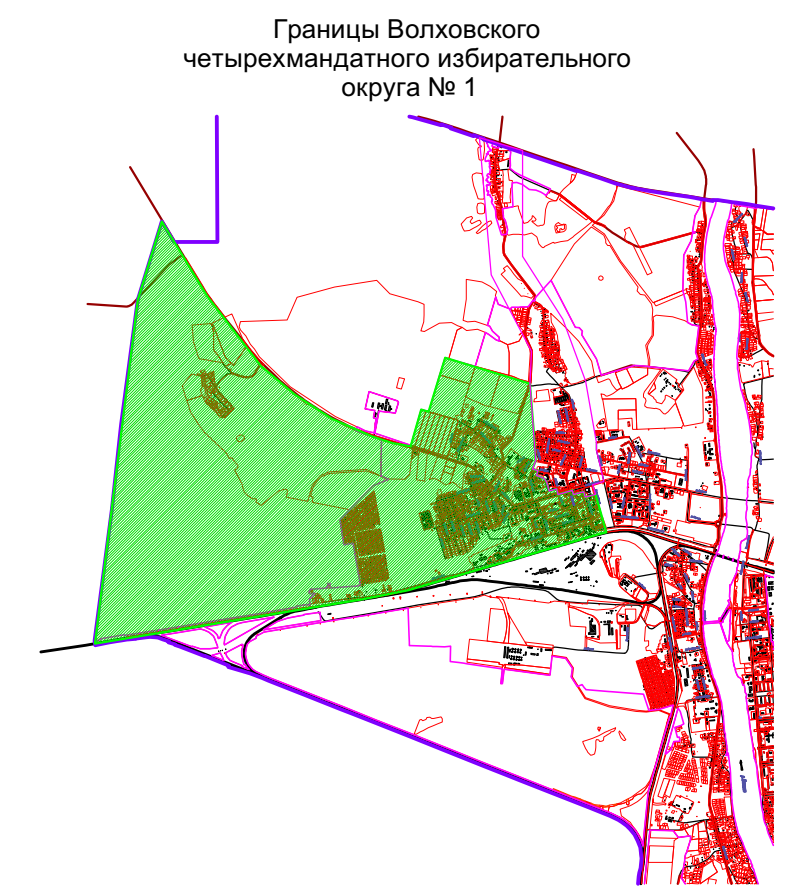 Границы Волховского
четырехмандатного избирательного
округа № 1